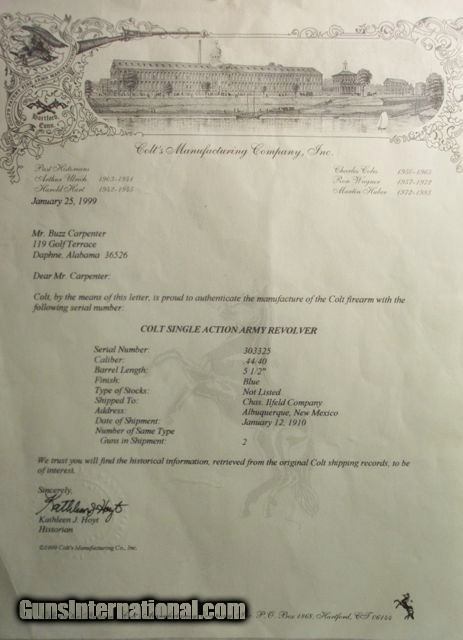 Hartford
Conn.
Colt's Manufacturing Company, Inc.
Past Historians
Arthur Ulrich 1903-1941
Harold Hart 1942-1945
Charles Coles
Ron Wagner 1957-1972
Martin Huber
January 25, 1999
Mr. Buzz Carpenter
119 Golf Terrace
Daphne, Alabama 36526
Dear Mr. Carpenter:
Colt, by the means of this letter, is proud to authenticate the manufacture of the Colt firearm with the
following serial number:
COLT SINGLE ACTION ARMY REVOLVER
Serial Number: 303325
Caliber: .44/40
Barrel Length: 5 1/2"
Finish: Blue
Type of Stocks: Not Listed
Shipped To: Chas. Ilfeld Company
Address: Albuquerque, New Mexico
Date of Shipment: January 12, 1910
Number of Same Type
Guns in Shipment: 2
We trust you will find the historical information, retrieved from the original Colt shipping records, to be
of interest.
Sincerely,
Kathleen J Hoyt
Kathleen J. Hoyt
Historian
©1999 Colt's Manufacturing Co., Inc.
P.O. Box 1868, Hartford, CT 06144
GunsInternational.com